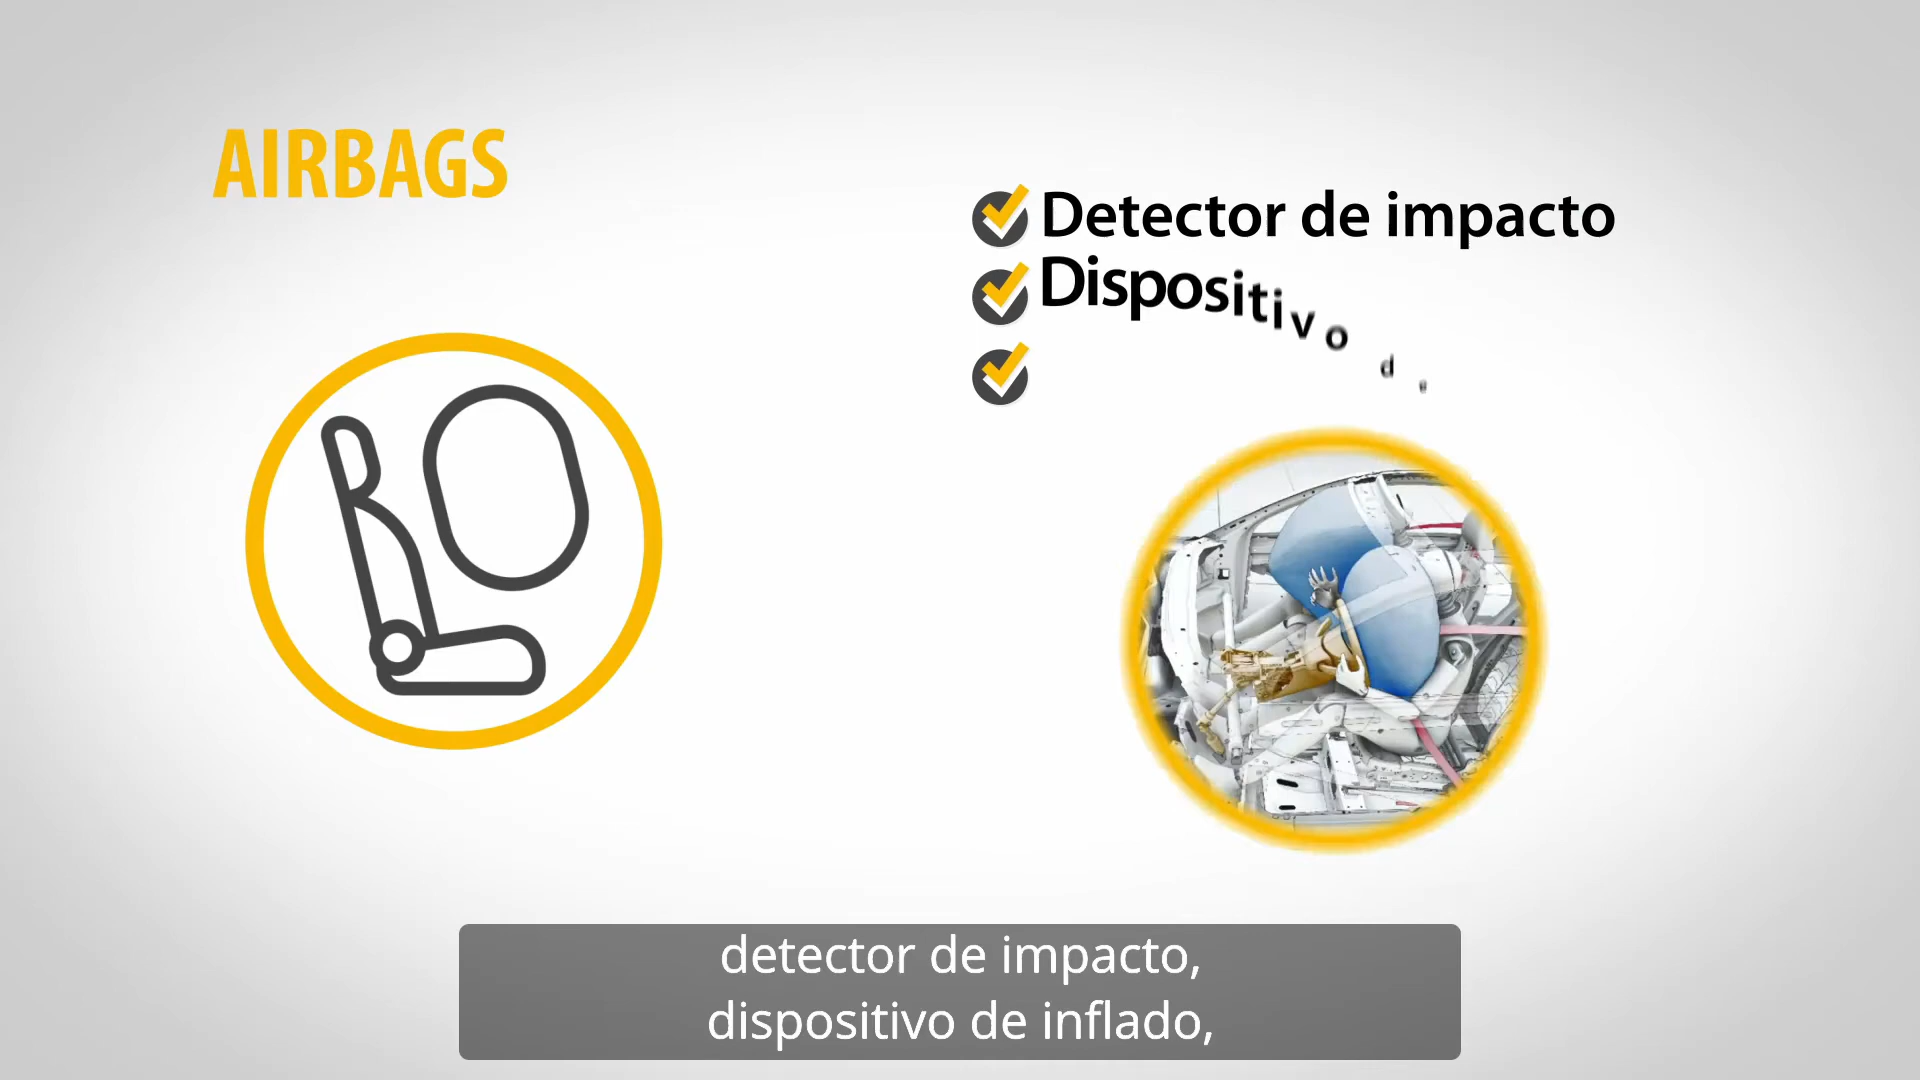 AIRBAGS
Detector de impacto
Dispositivo d
detector de impacto,
dispositivo de inflado,